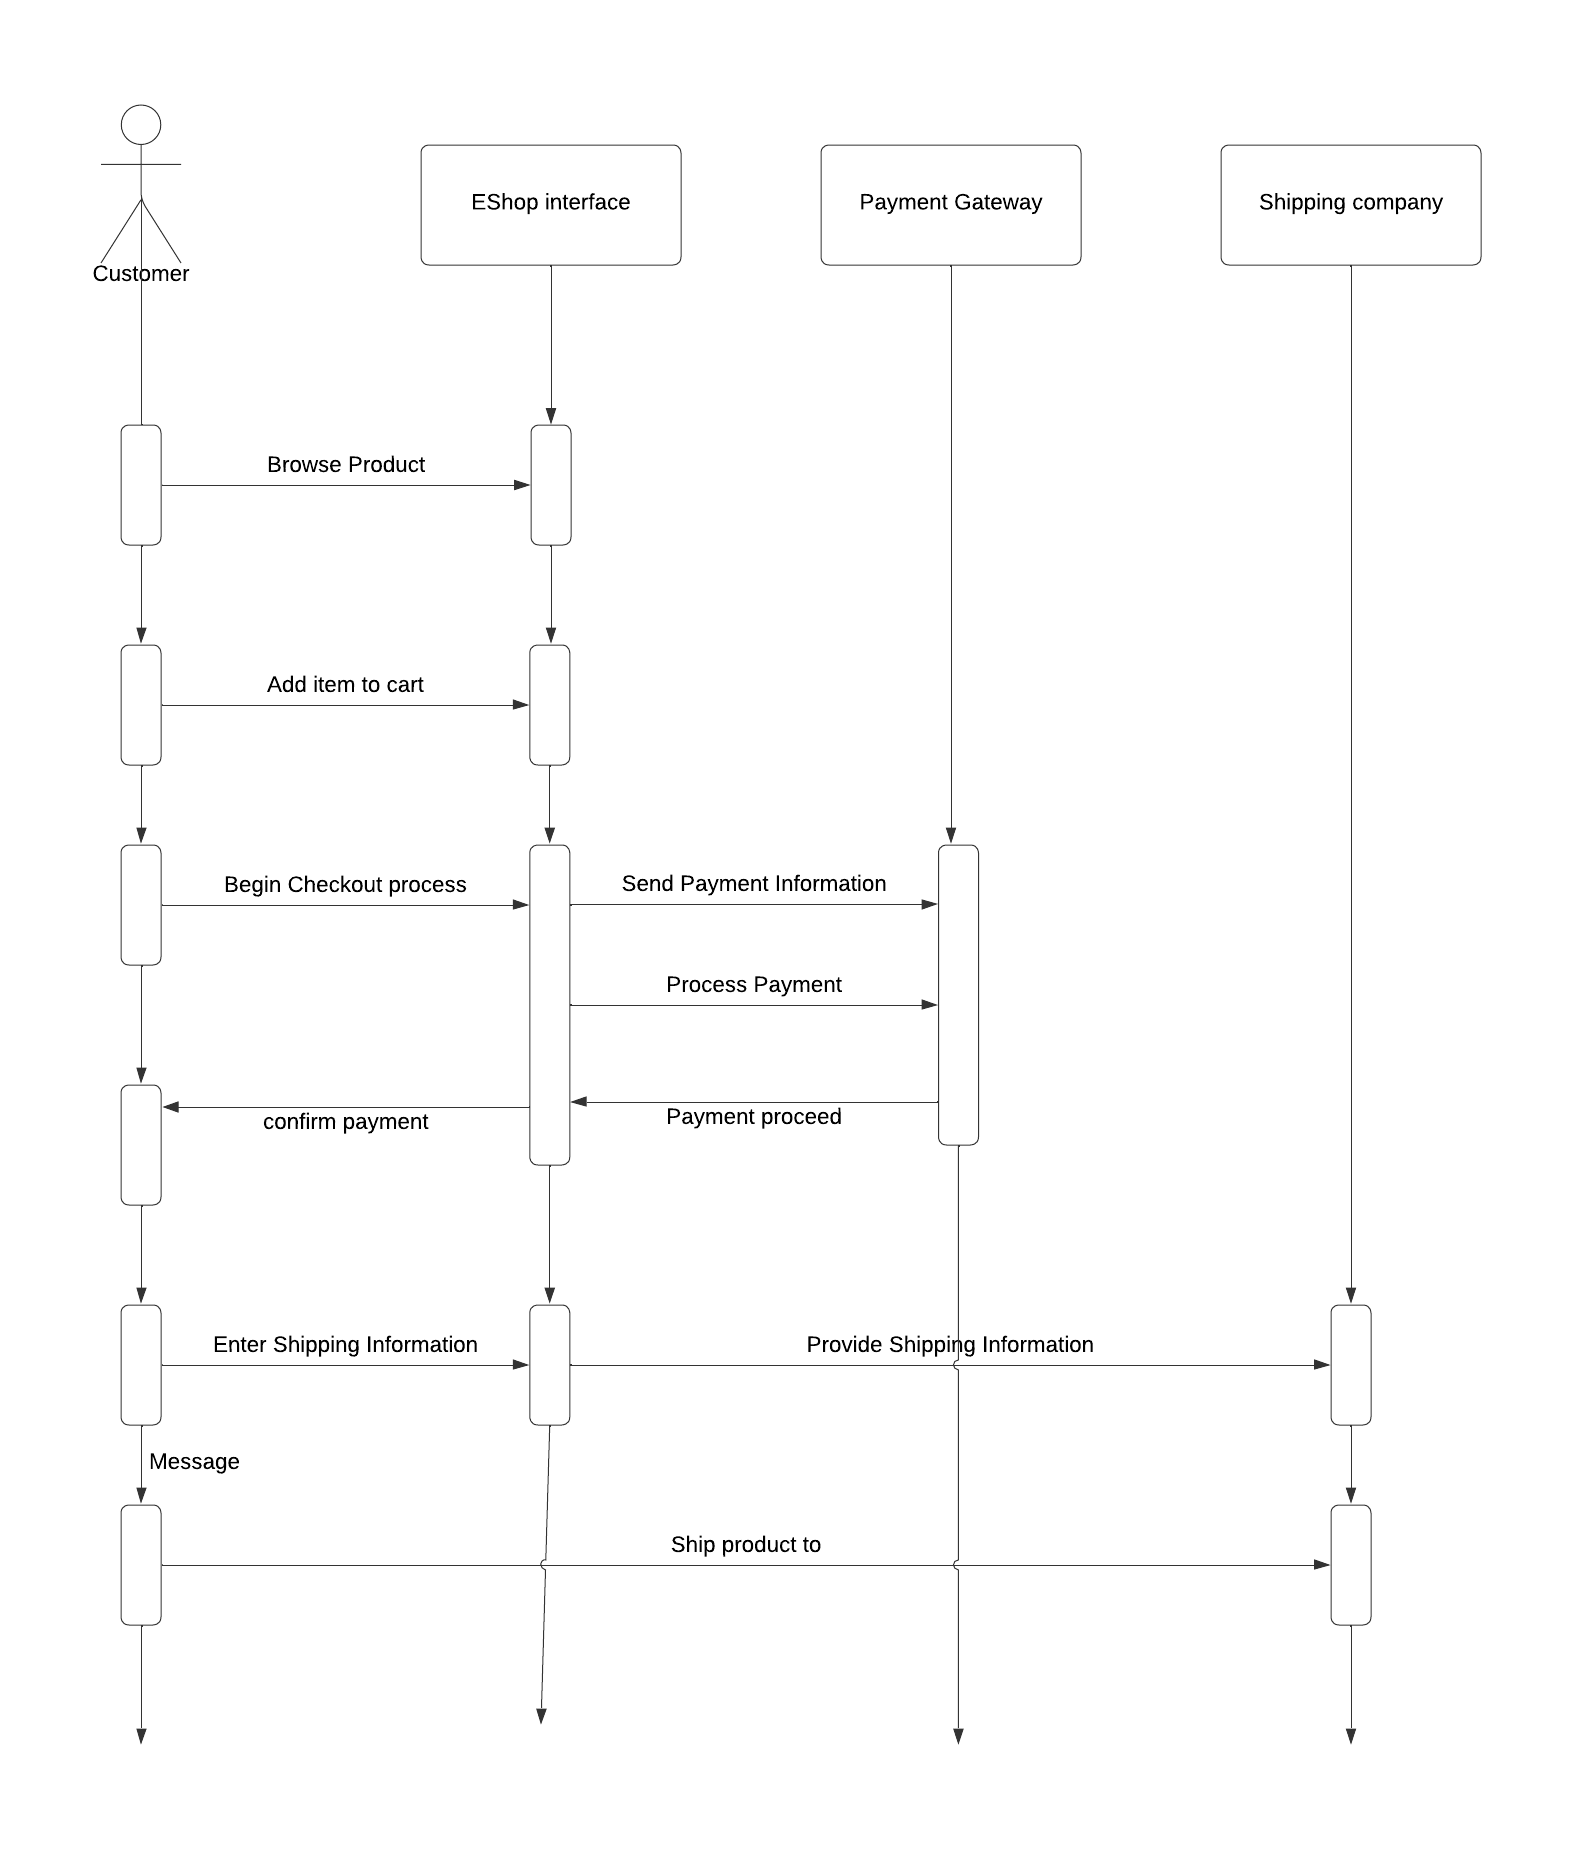 EShop interface
Payment Gateway
Shipping company
Customer
Browse Product
Add item to cart
Begin Checkout process
Send Payment Information
Process Payment
confirm payment
Payment proceed
Enter Shipping Information
Provide Shipping Information
Message
Ship product to